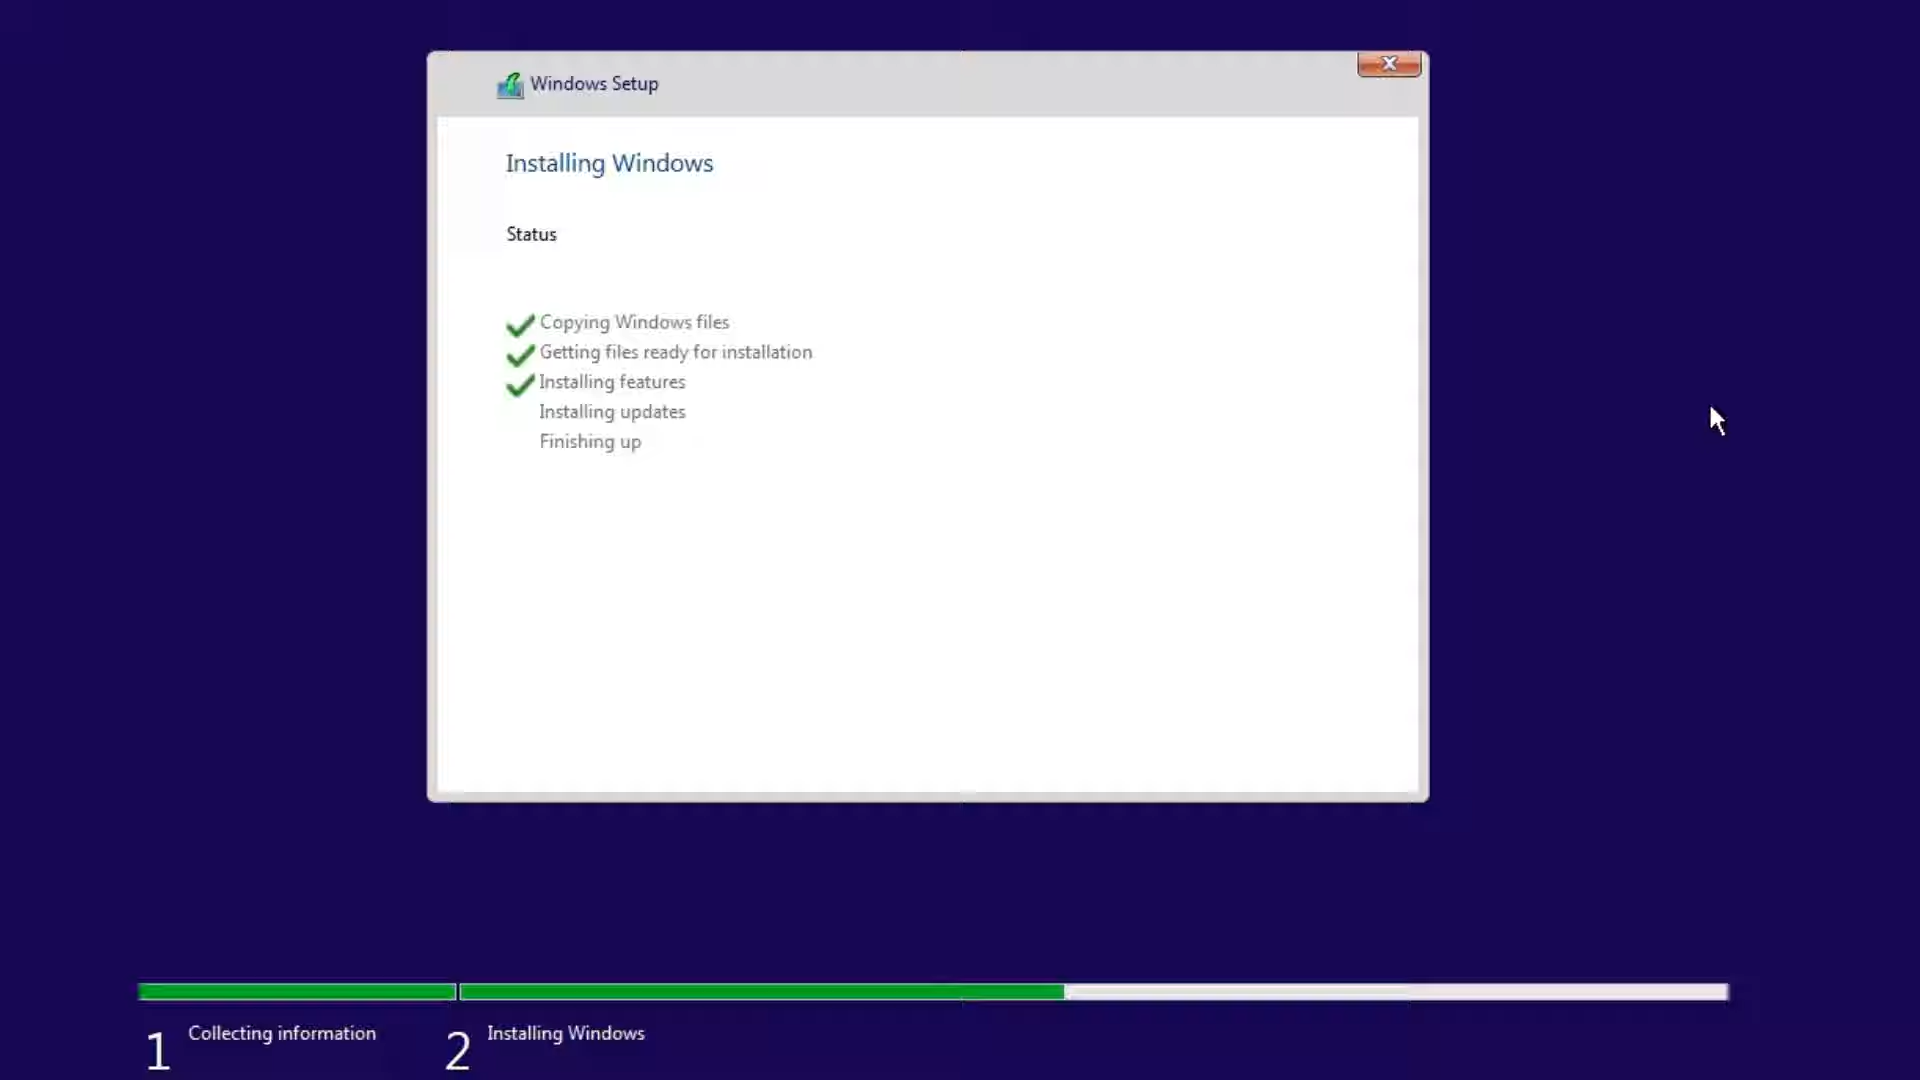 Windows Setup
Installing Windows
Status
Copying Windows files
Getting files ready for installation
Installing features
Installing updates
Finishing up
1 Collecting information
2 Installing Windows